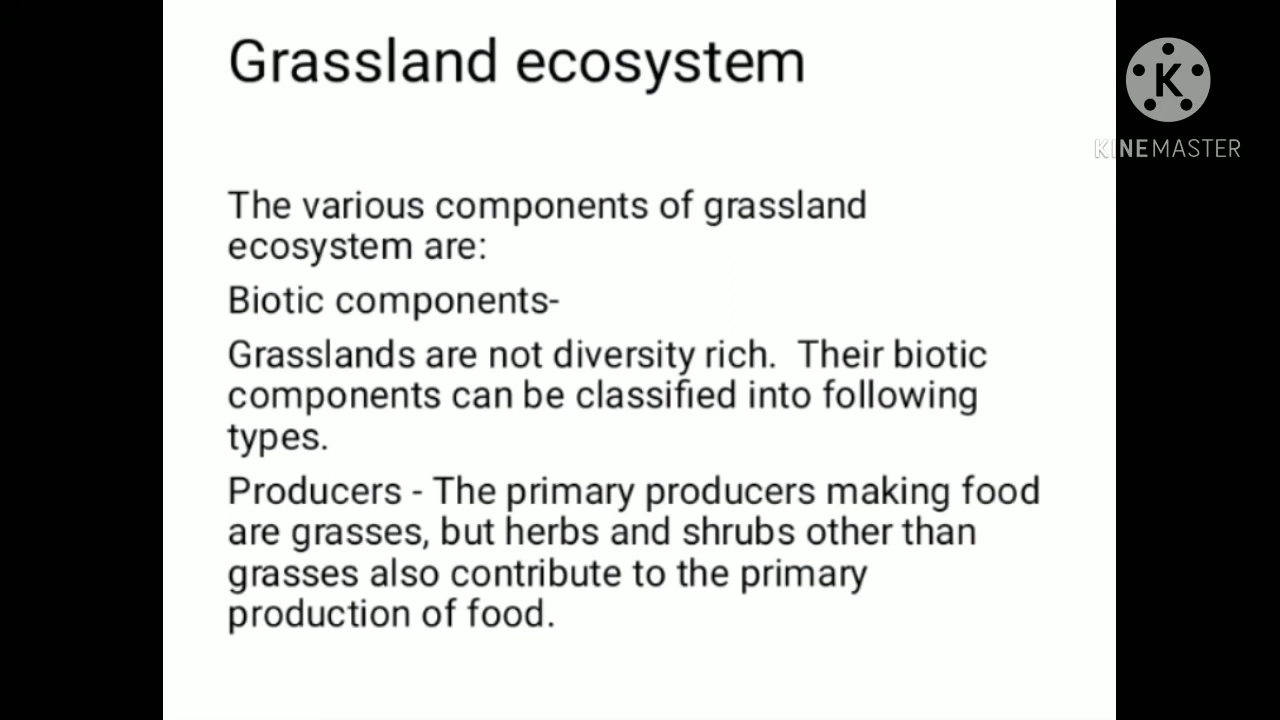 Grassland ecosystem
K
KINEMASTER
The various components of grassland
ecosystem are:
Biotic components-
Grasslands are not diversity rich.  Their biotic
components can be classified into following
types.
Producers - The primary producers making food
are grasses, but herbs and shrubs other than
grasses also contribute to the primary
production of food.